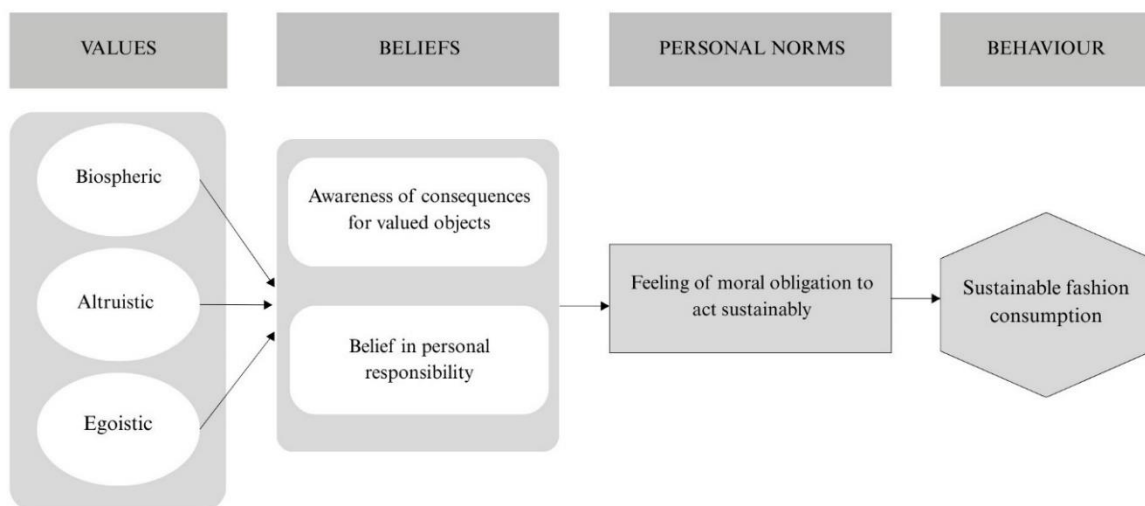 VALUES
BELIEFS
PERSONAL NORMS
BEHAVIOUR
Biospheric
Altruistic
Egoistic
Awareness of consequences
for valued objects
Belief in personal
responsibility
Feeling of moral obligation to
act sustainably
Sustainable fashion
consumption